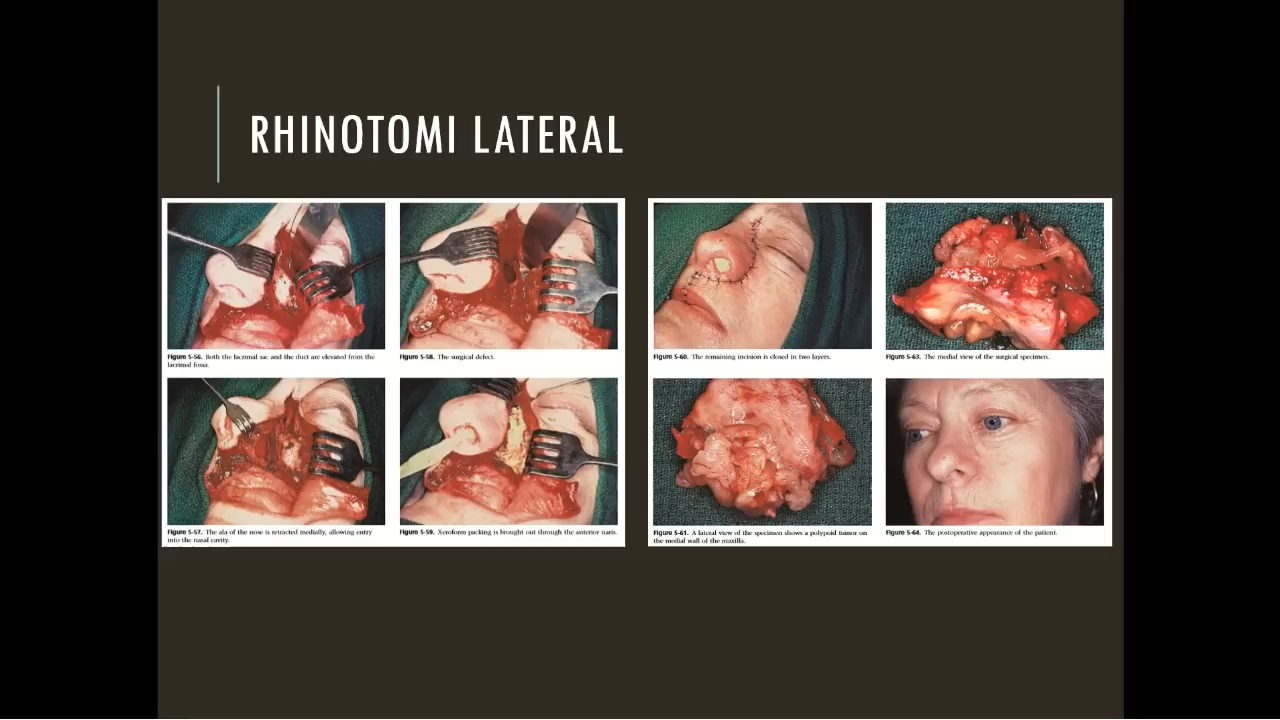 RHINOTOMI LATERAL
Figure 5-56. Both the lacrimal sac and the duct are elevated from the
lacrimal fossa.
Figure 5-58. The surgical defect.
Figure 5-57. The ala of the nose is retracted medially, allowing entry
into the nasal cavity.
Figure 5-59. Xeroform packing is brought out through the anterior naris.
Figure 5-60. The remaining incision is closed in two layers.
Figure 5-63. The medial view of the surgical specimen.
Figure 5-61. A lateral view of the specimen shows a polypoid tumor on
the medial wall of the maxilla.
Figure 5-64. The postoperative appearance of the patient.